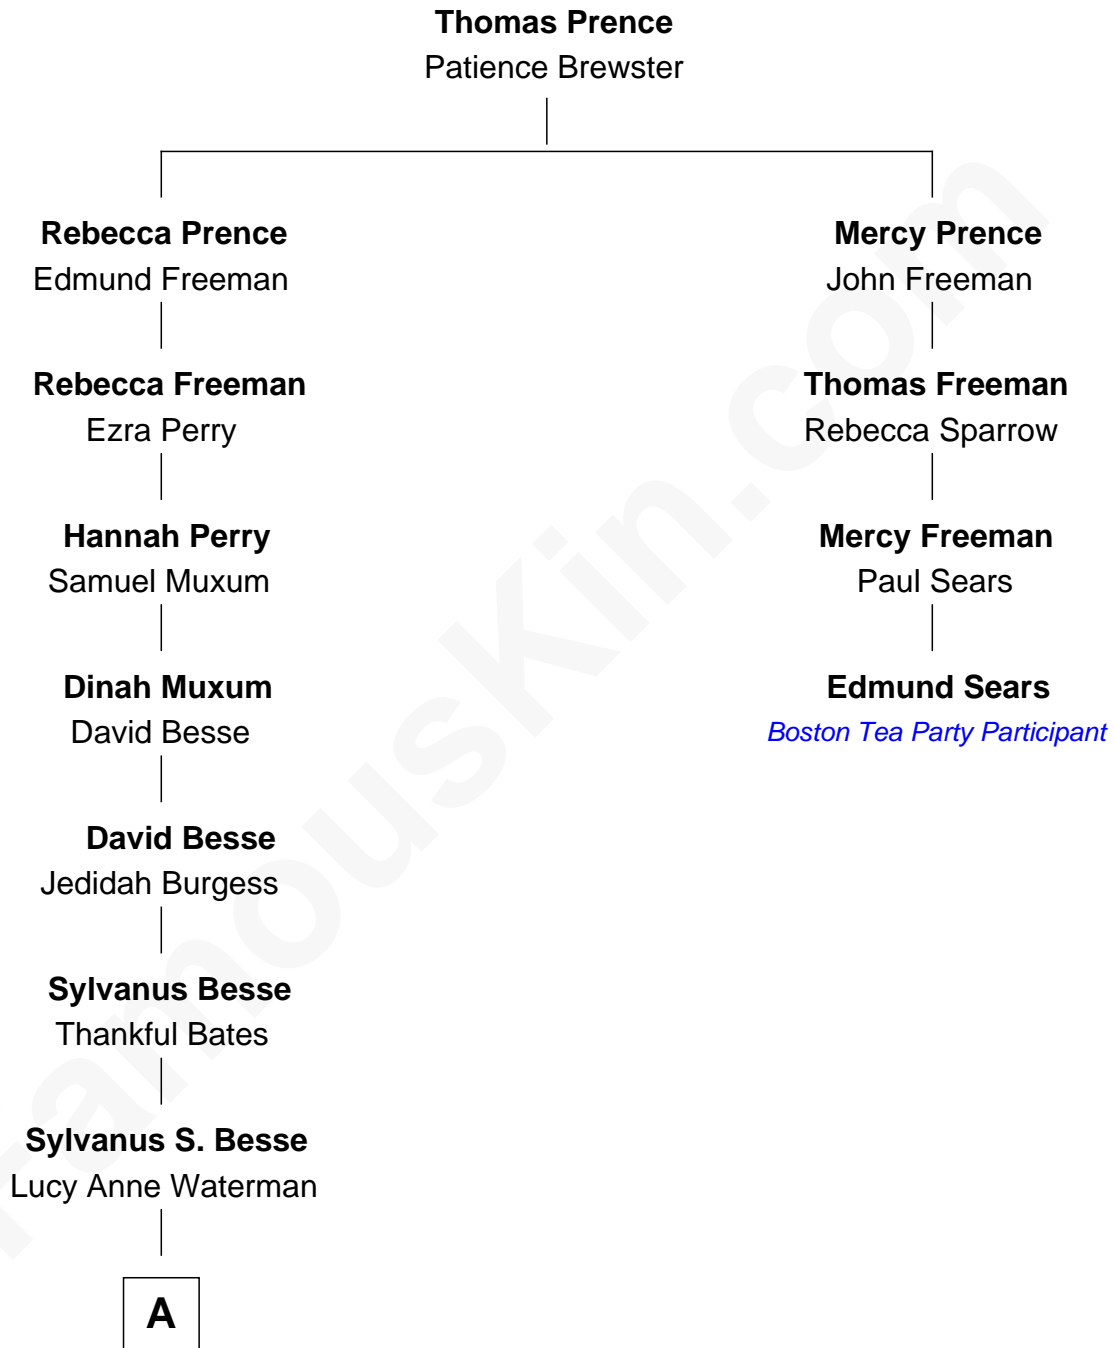 Thomas Prence
Patience Brewster
Rebecca Prence
Edmund Freeman
Mercy Prence
John Freeman
Rebecca Freeman
Ezra Perry
Thomas Freeman
Rebecca Sparrow
Hannah Perry
Samuel Muxum
Mercy Freeman
Paul Sears
Dinah Muxum
David Besse
Edmund Sears
Boston Tea Party Participant
David Besse
Jedidah Burgess
Sylvanus Besse
Thankful Bates
Sylvanus S. Besse
Lucy Anne Waterman
A
FamousKin.com